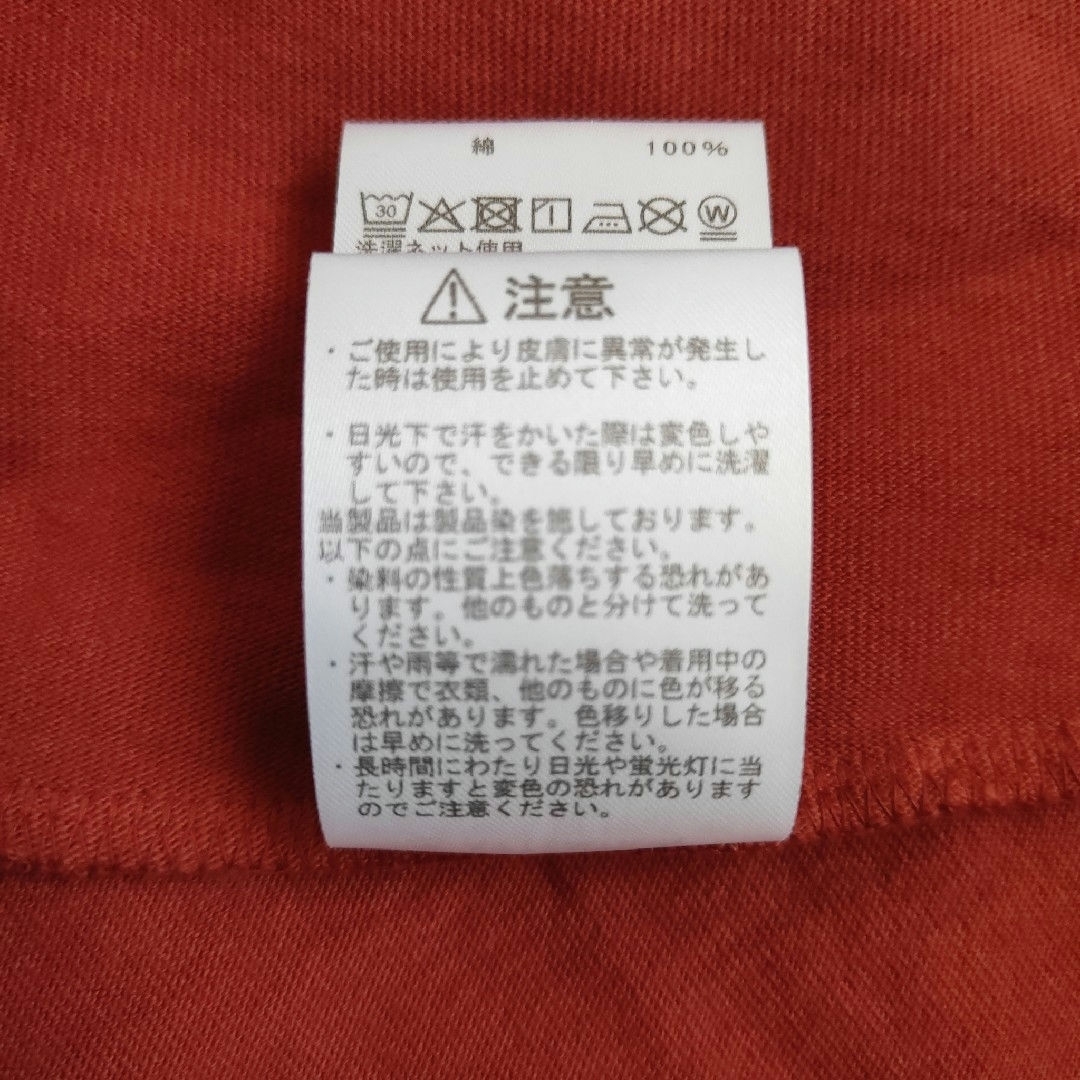 綿 100%
30 W
洗濯ネット使用
注意
・ご使用により皮膚に異常が発生し
た時は使用を止めて下さい。
・日光下で汗をかいた際は変色しや
すいので、できる限り早めに洗濯
して下さい。
当製品は製品染を施しております。
以下の点にご注意ください。
・染料の性質上色落ちする恐れがあ
ります。他のものと分けて洗って
ください。
・汗や雨等で濡れた場合や着用中の
摩擦で衣類、他のものに色が移る
恐れがあります。色移りした場合
は早めに洗ってください。
・長時間にわたり日光や蛍光灯に当
たりますと変色の恐れがあります
のでご注意ください。